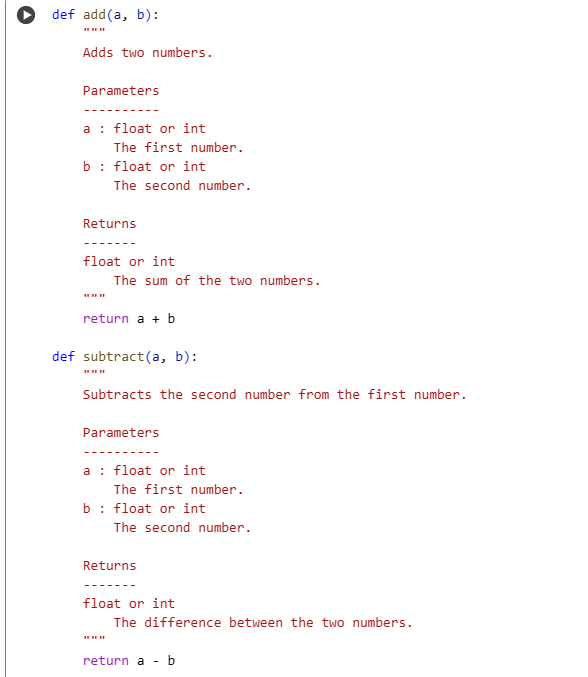 def add(a, b):
    """
    Adds two numbers.

    Parameters
    ----------
    a : float or int
        The first number.
    b : float or int
        The second number.

    Returns
    -------
    float or int
        The sum of the two numbers.
    """
    return a + b

def subtract(a, b):
    """
    Subtracts the second number from the first number.

    Parameters
    ----------
    a : float or int
        The first number.
    b : float or int
        The second number.

    Returns
    -------
    float or int
        The difference between the two numbers.
    """
    return a - b